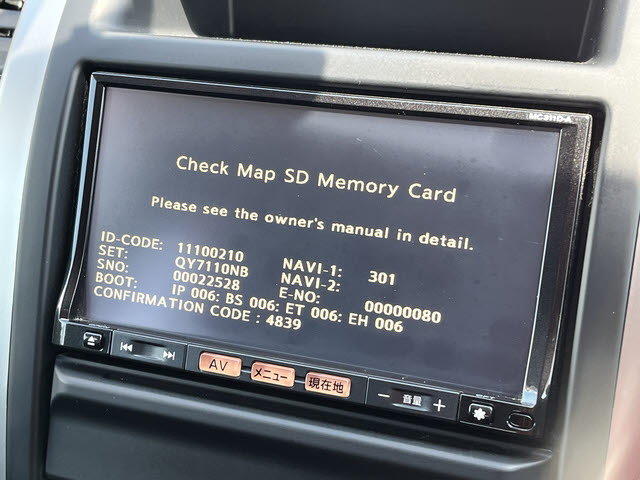 MC311D-A
Check Map SD Memory Card
Please see the owner's manual in detail.
ID-CODE: 11100210
SET: QY7110NB NAVI-1: 301
SNO: 00022528 NAVI-2:
BOOT: IP 006: BS 006: ET 006: EH 006 E-NO: 00000080
CONFIRMATION CODE : 4839
AV メニュー 現在地 − 音量 +